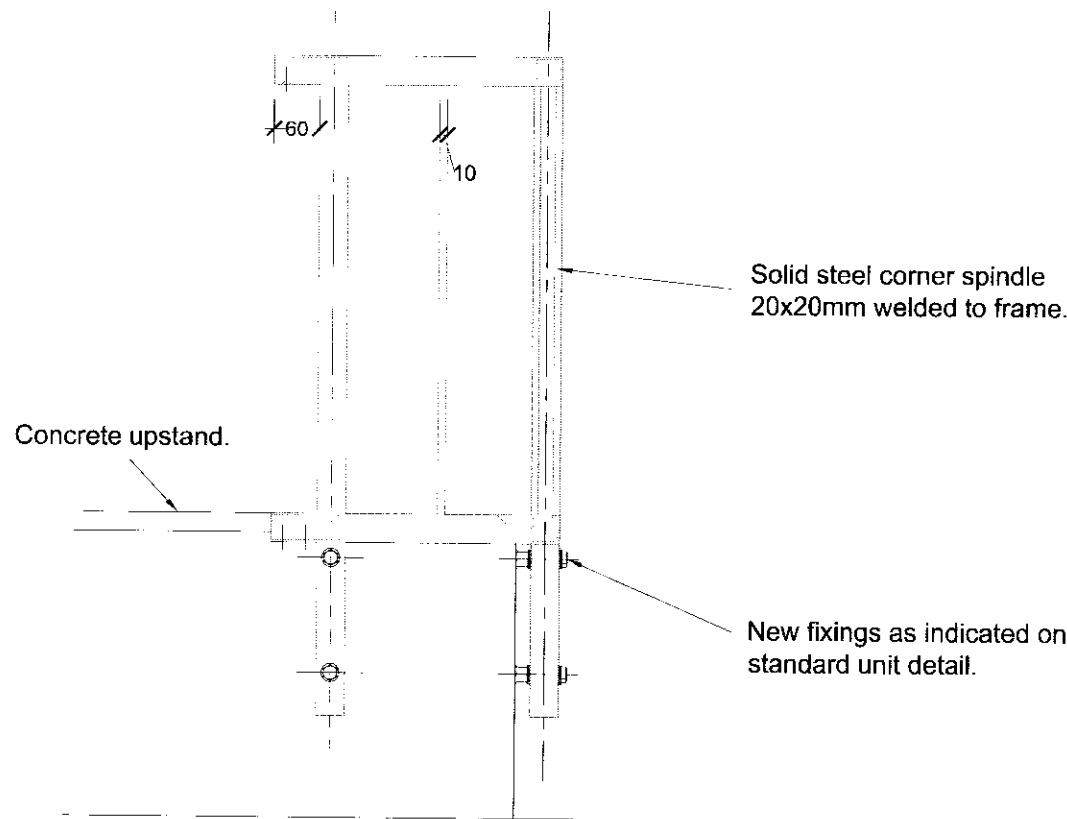 60
10
Solid steel corner spindle
20x20mm welded to frame.
Concrete upstand.
New fixings as indicated on
standard unit detail.